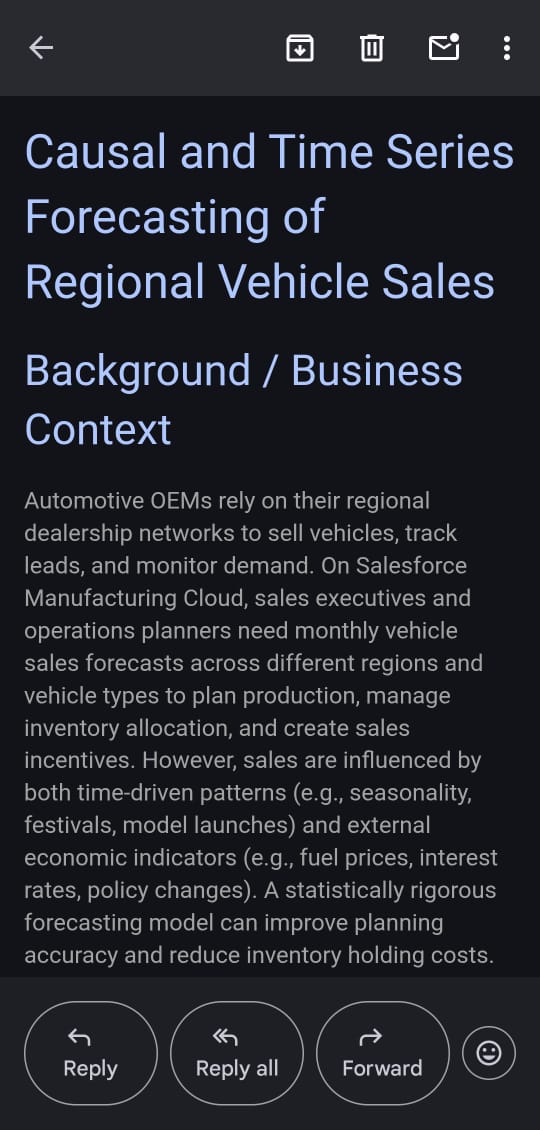 Causal and Time Series
Forecasting of
Regional Vehicle Sales
Background / Business
Context
Automotive OEMs rely on their regional
dealership networks to sell vehicles, track
leads, and monitor demand. On Salesforce
Manufacturing Cloud, sales executives and
operations planners need monthly vehicle
sales forecasts across different regions and
vehicle types to plan production, manage
inventory allocation, and create sales
incentives. However, sales are influenced by
both time-driven patterns (e.g., seasonality,
festivals, model launches) and external
economic indicators (e.g., fuel prices, interest
rates, policy changes). A statistically rigorous
forecasting model can improve planning
accuracy and reduce inventory holding costs.
Reply
Reply all
Forward